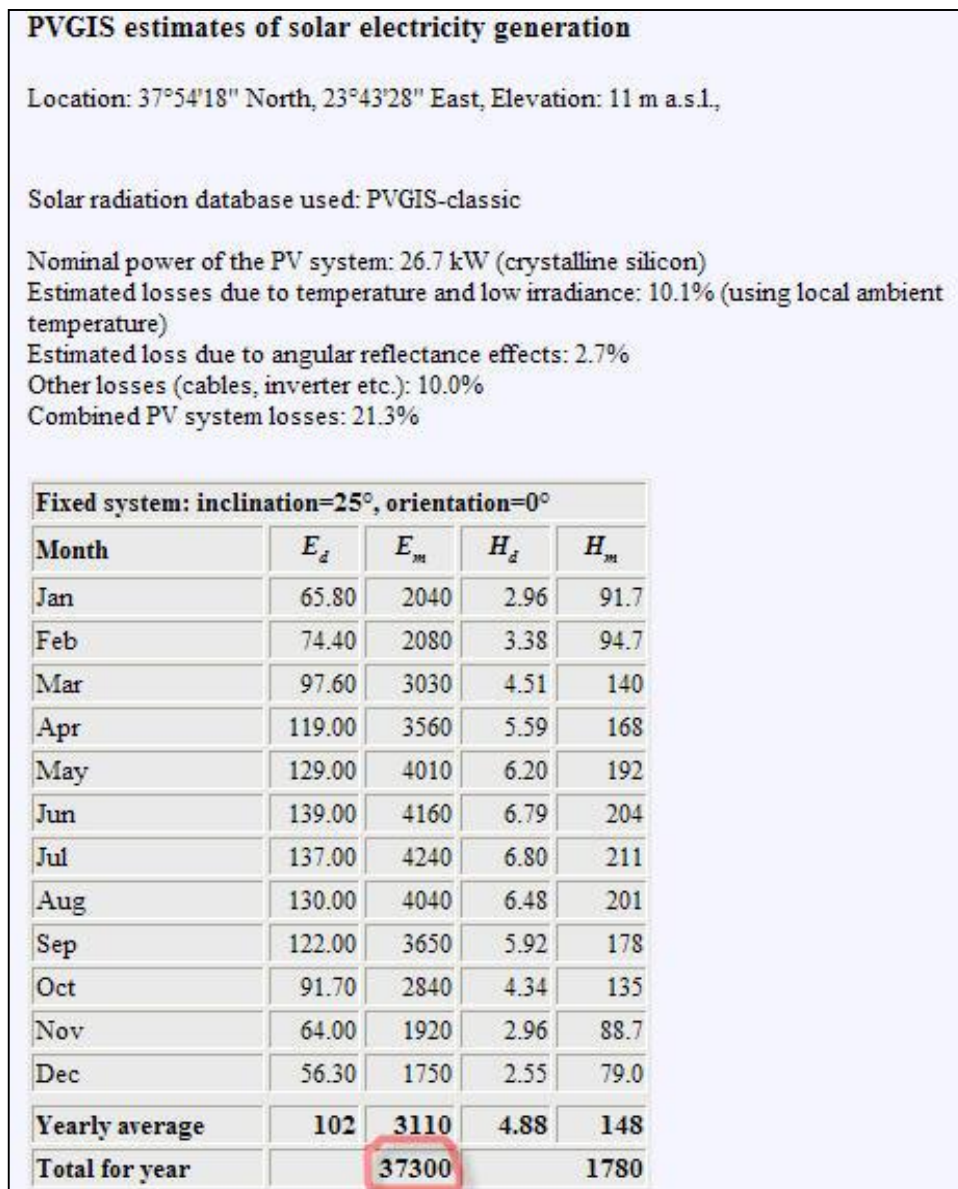 PVGIS estimates of solar electricity generation
Location: 37°54'18" North, 23°43'28" East, Elevation: 11 m a.s.l.,
Solar radiation database used: PVGIS-classic
Nominal power of the PV system: 26.7 kW (crystalline silicon)
Estimated losses due to temperature and low irradiance: 10.1% (using local ambient
temperature)
Estimated loss due to angular reflectance effects: 2.7%
Other losses (cables, inverter etc.): 10.0%
Combined PV system losses: 21.3%
Fixed system: inclination=25°, orientation=0°
Month Ed Em Hd Hm
Jan 65.80 2040 2.96 91.7
Feb 74.40 2080 3.38 94.7
Mar 97.60 3030 4.51 140
Apr 119.00 3560 5.59 168
May 129.00 4010 6.20 192
Jun 139.00 4160 6.79 204
Jul 137.00 4240 6.80 211
Aug 130.00 4040 6.48 201
Sep 122.00 3650 5.92 178
Oct 91.70 2840 4.34 135
Nov 64.00 1920 2.96 88.7
Dec 56.30 1750 2.55 79.0
Yearly average 102 3110 4.88 148
Total for year 37300 1780